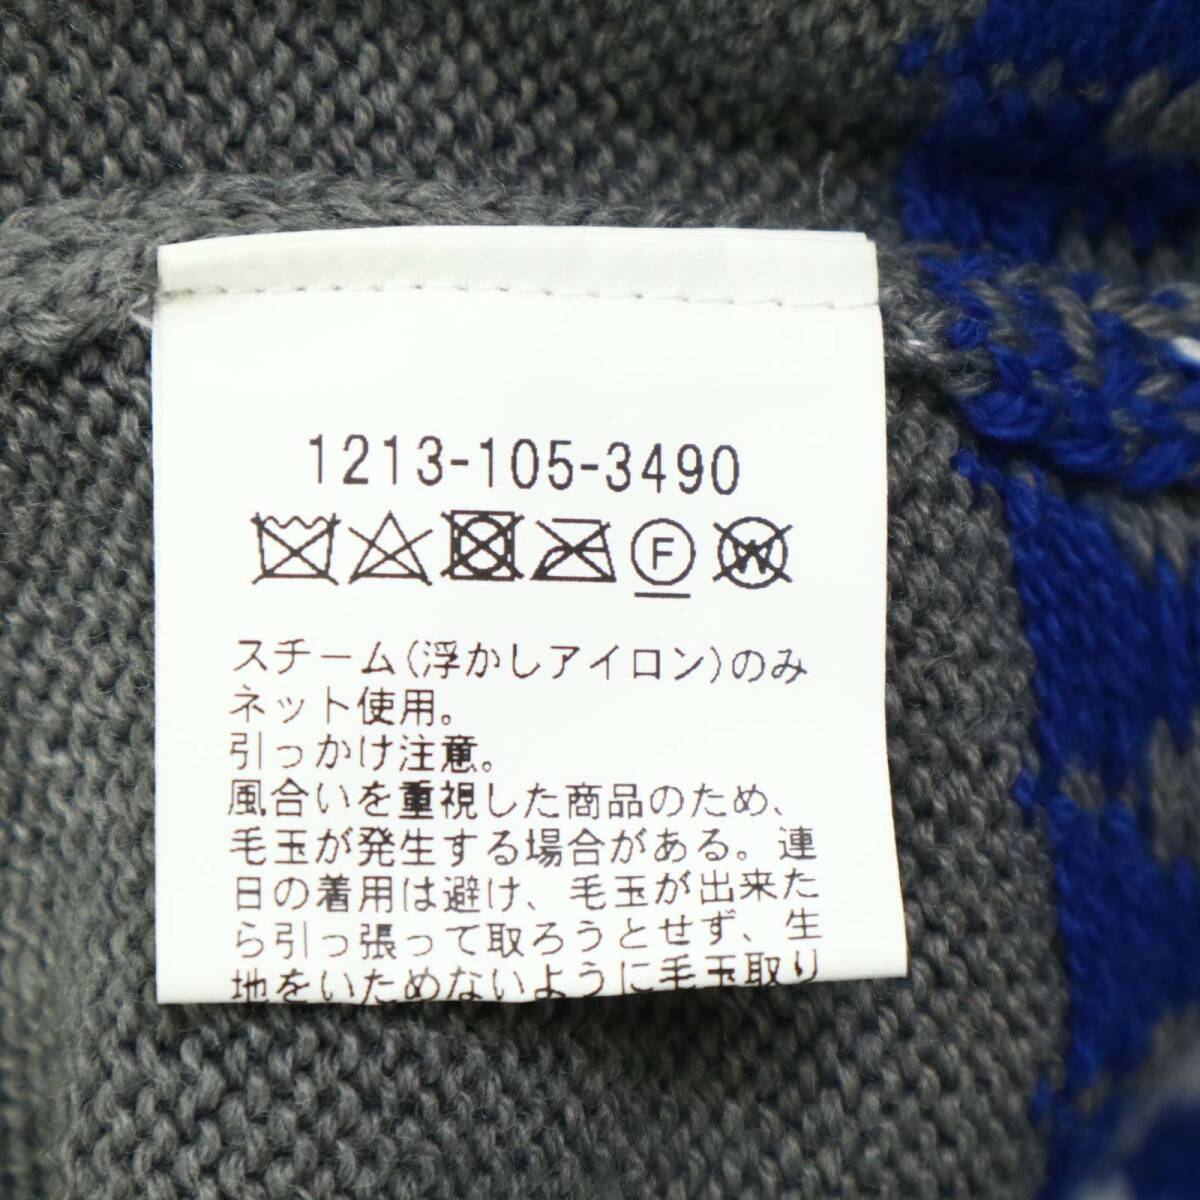 1213-105-3490
F W
スチーム(浮かしアイロン)のみ
ネット使用。
引っかけ注意。
風合いを重視した商品のため、
毛玉が発生する場合がある。連
日の着用は避け、毛玉が出来た
ら引っ張って取ろうとせず、生
地をいためないように毛玉取り